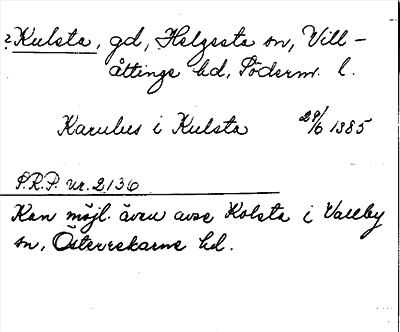 ? Kulsta, gd, Helgesta sn, Vill-
åttinge hd, Söderm. l.
Karulus i Kulsta 29/6 1385
S.R.P. nr. 2136
Kan möjl. även avse Kolsta i Vallby
sn, Österrekarne hd.